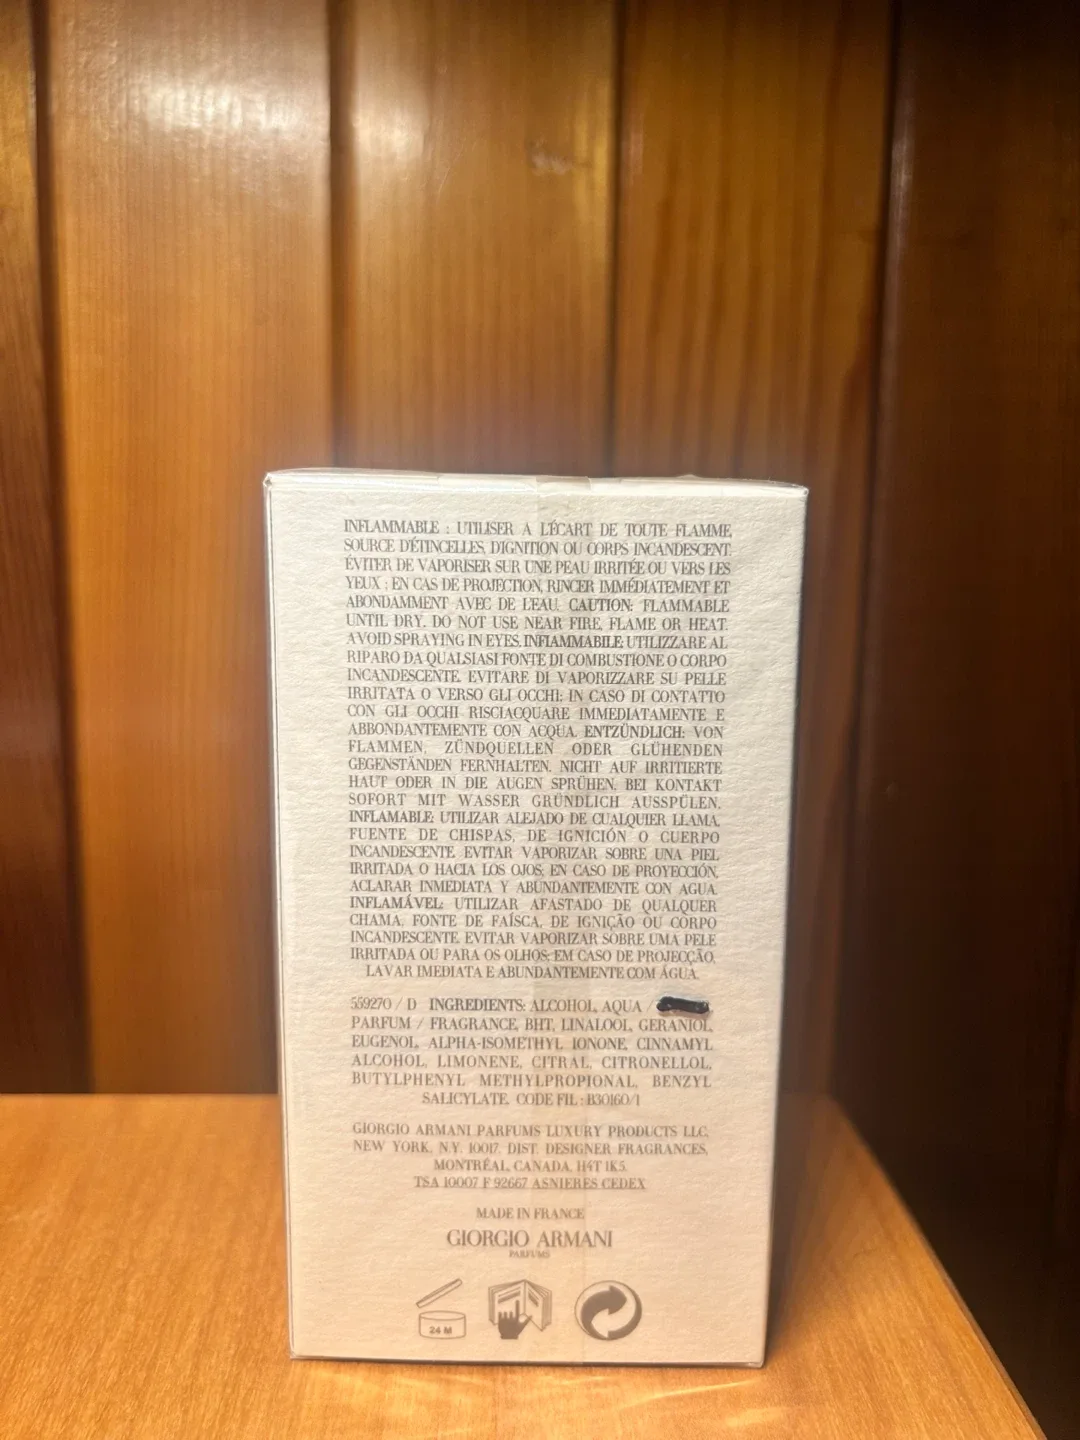 INFLAMMABLE : UTILISER A L'ÉCART DE TOUTE FLAMME,
SOURCE D'ÉTINCELLES, D'IGNITION OU CORPS INCANDESCENT.
ÉVITER DE VAPORISER SUR UNE PEAU IRRITÉE OU VERS LES
YEUX ; EN CAS DE PROJECTION, RINCER IMMÉDIATEMENT ET
ABONDAMMENT AVEC DE L'EAU. CAUTION: FLAMMABLE
UNTIL DRY. DO NOT USE NEAR FIRE, FLAME OR HEAT.
AVOID SPRAYING IN EYES. INFIAMMABILE: UTILIZZARE AL
RIPARO DA QUALSIASI FONTE DI COMBUSTIONE O CORPO
INCANDESCENTE. EVITARE DI VAPORIZZARE SU PELLE
IRRITATA O VERSO GLI OCCHI; IN CASO DI CONTATTO
CON GLI OCCHI RISCIACQUARE IMMEDIATAMENTE E
ABBONDANTEMENTE CON ACQUA. ENTZÜNDLICH: VON
FLAMMEN, ZÜNDQUELLEN ODER GLÜHENDEN
GEGENSTÄNDEN FERNHALTEN. NICHT AUF IRRITIERTE
HAUT ODER IN DIE AUGEN SPRÜHEN. BEI KONTAKT
SOFORT MIT WASSER GRÜNDLICH AUSSPÜLEN.
INFLAMABLE: UTILIZAR ALEJADO DE CUALQUIER LLAMA,
FUENTE DE CHISPAS, DE IGNICIÓN O CUERPO
INCANDESCENTE. EVITAR VAPORIZAR SOBRE UNA PIEL
IRRITADA O HACIA LOS OJOS; EN CASO DE PROYECCIÓN,
ACLARAR INMEDIATA Y ABUNDANTEMENTE CON AGUA.
INFLAMÁVEL: UTILIZAR AFASTADO DE QUALQUER
CHAMA, FONTE DE FAÍSCA, DE IGNIÇÃO OU CORPO
INCANDESCENTE. EVITAR VAPORIZAR SOBRE UMA PELE
IRRITADA OU PARA OS OLHOS; EM CASO DE PROJECÇÃO,
LAVAR IMEDIATA E ABUNDANTEMENTE COM ÁGUA.
559270 / D INGREDIENTS: ALCOHOL, AQUA /
PARFUM / FRAGRANCE, BHT, LINALOOL, GERANIOL,
EUGENOL, ALPHA-ISOMETHYL IONONE, CINNAMYL
ALCOHOL, LIMONENE, CITRAL, CITRONELLOL,
BUTYLPHENYL METHYLPROPIONAL, BENZYL
SALICYLATE. CODE FIL : B30160/1
GIORGIO ARMANI PARFUMS LUXURY PRODUCTS LLC,
NEW YORK, N.Y. 10017. DIST. DESIGNER FRAGRANCES,
MONTRÉAL, CANADA, H4T 1K5.
TSA 10007 F 92667 ASNIERES CEDEX
MADE IN FRANCE
GIORGIO ARMANI
PARFUMS
24 M